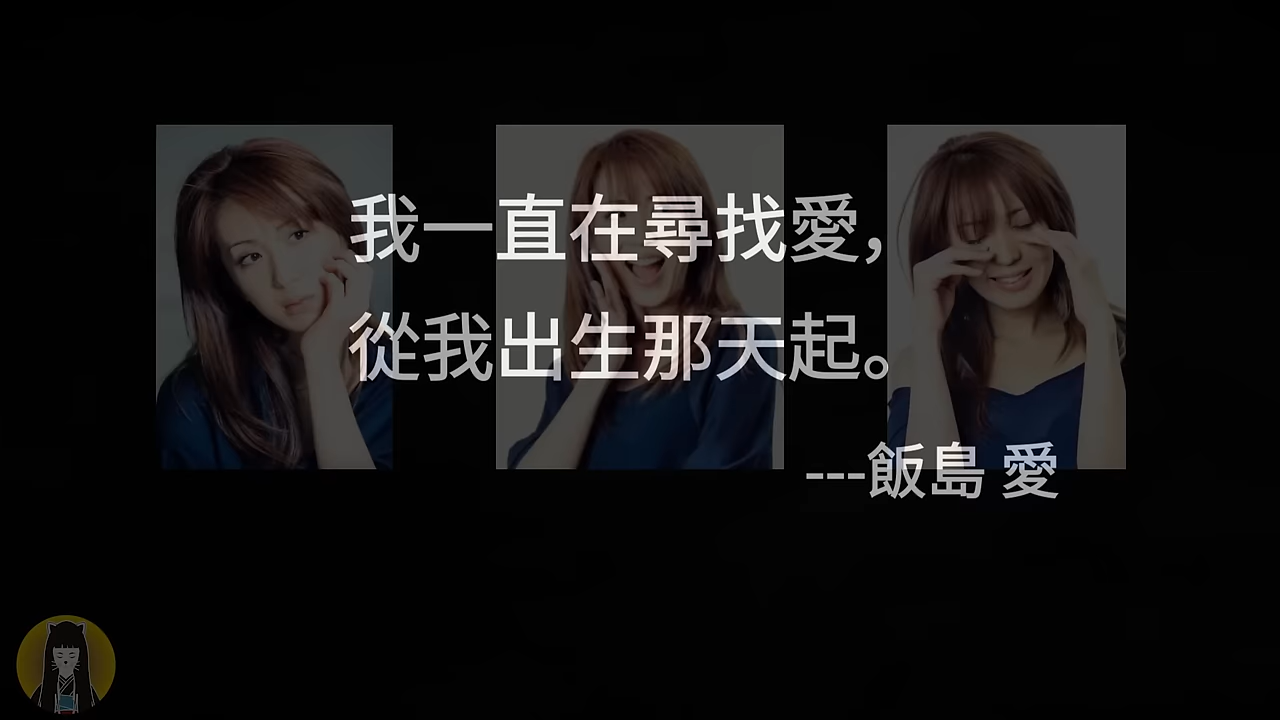 我一直在尋找愛，
從我出生那天起。
---飯島 愛